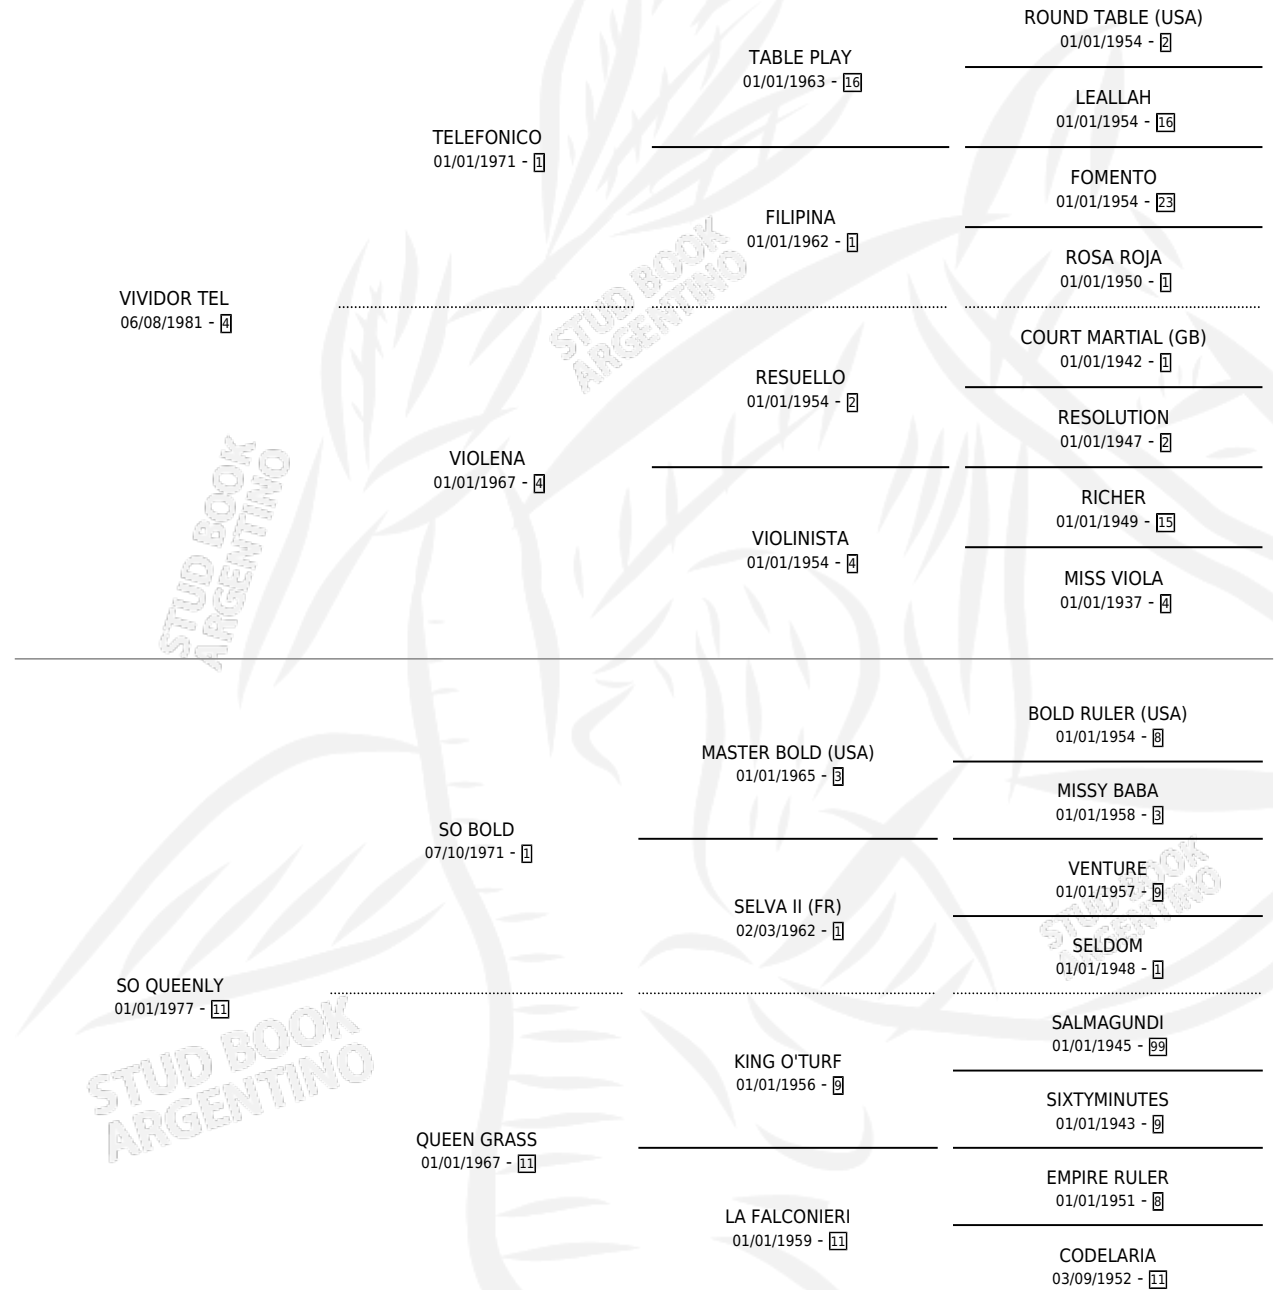 ROUND TABLE (USA)
01/01/1954 - 2
TABLE PLAY
01/01/1963 - 16
LEALLAH
01/01/1954 - 16
TELEFONICO
01/01/1971 - 1
FOMENTO
01/01/1954 - 23
FILIPINA
01/01/1962 - 1
ROSA ROJA
01/01/1950 - 1
VIVIDOR TEL
06/08/1981 - 4
COURT MARTIAL (GB)
01/01/1942 - 1
RESUELLO
01/01/1954 - 2
RESOLUTION
01/01/1947 - 2
VIOLENA
01/01/1967 - 4
RICHER
01/01/1949 - 15
VIOLINISTA
01/01/1954 - 4
MISS VIOLA
01/01/1937 - 4
BOLD RULER (USA)
01/01/1954 - 8
MASTER BOLD (USA)
01/01/1965 - 3
MISSY BABA
01/01/1958 - 3
SO BOLD
07/10/1971 - 1
VENTURE
01/01/1957 - 9
SELVA II (FR)
02/03/1962 - 1
SELDOM
01/01/1948 - 1
SO QUEENLY
01/01/1977 - 11
SALMAGUNDI
01/01/1945 - 99
KING O'TURF
01/01/1956 - 9
SIXTYMINUTES
01/01/1943 - 9
QUEEN GRASS
01/01/1967 - 11
EMPIRE RULER
01/01/1951 - 8
LA FALCONIERI
01/01/1959 - 11
CODELARIA
03/09/1952 - 11
STUD BOOK
ARGENTINO
STUD BOOK
ARGENTINO
STUD BOOK
ARGENTINO
STUD BOOK
ARGENTINO